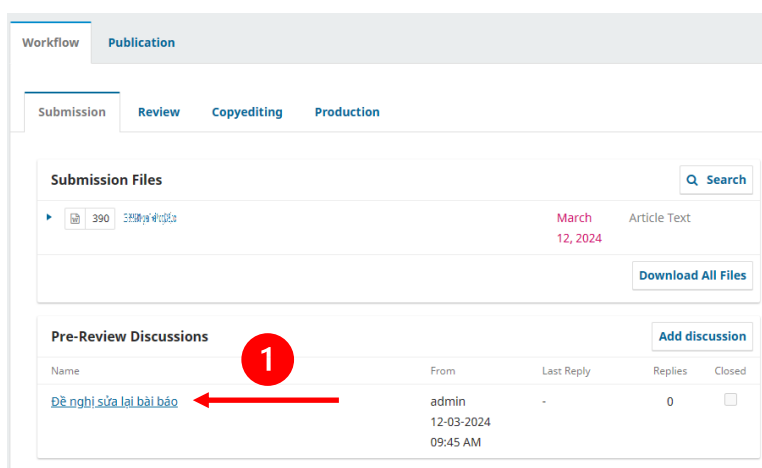 Workflow Publication
Submission Review Copyediting Production
Submission Files Search
390 March Article Text
12, 2024
Download All Files
Pre-Review Discussions Add discussion
1
Name From Last Reply Replies Closed
Đề nghị sửa lại bài báo admin - 0
12-03-2024
09:45 AM